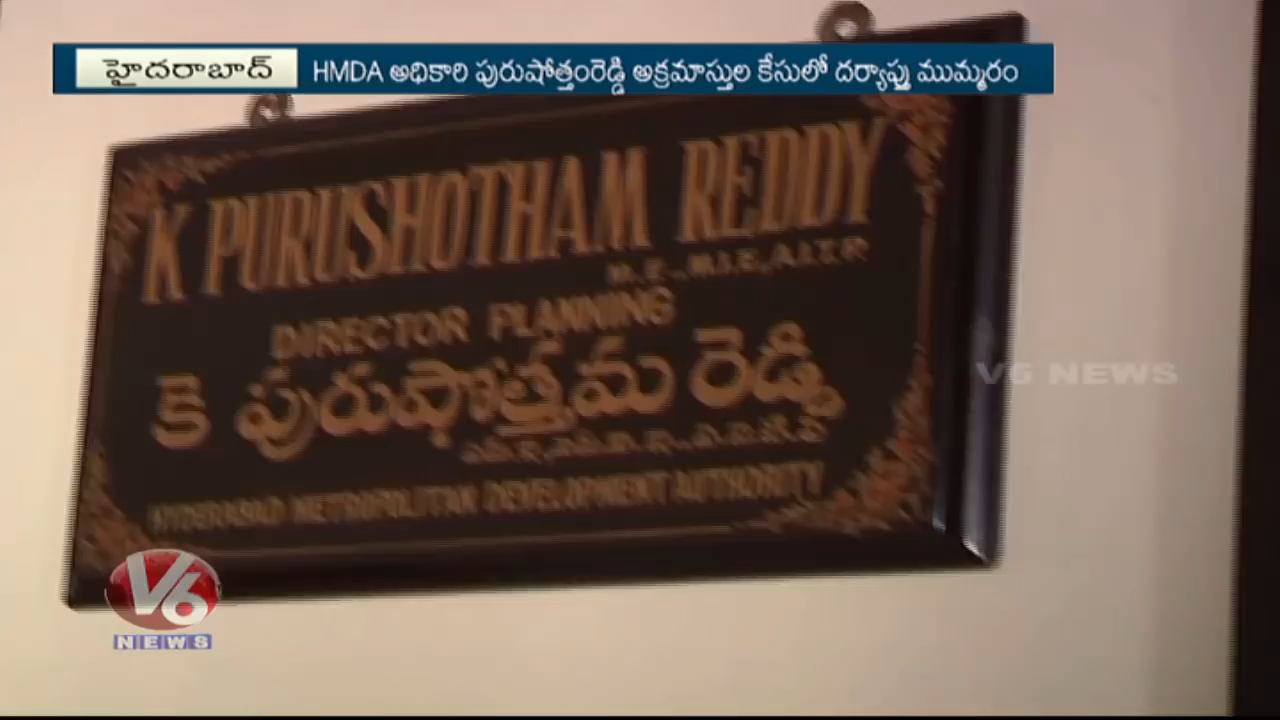 హైదరాబాద్ HMDA అధికారి పురుషోత్తంరెడ్డి అక్రమాస్తుల కేసులో దర్యాప్తు ముమ్మరం
K PURUSHOTHAM REDDY
M.E., M.I.E, A.I.T.P
DIRECTOR PLANNING
కె పురుషోత్తమ రెడ్డి
HYDERABAD METROPOLITAN DEVELOPMENT AUTHORITY
V6 NEWS
V6
NEWS